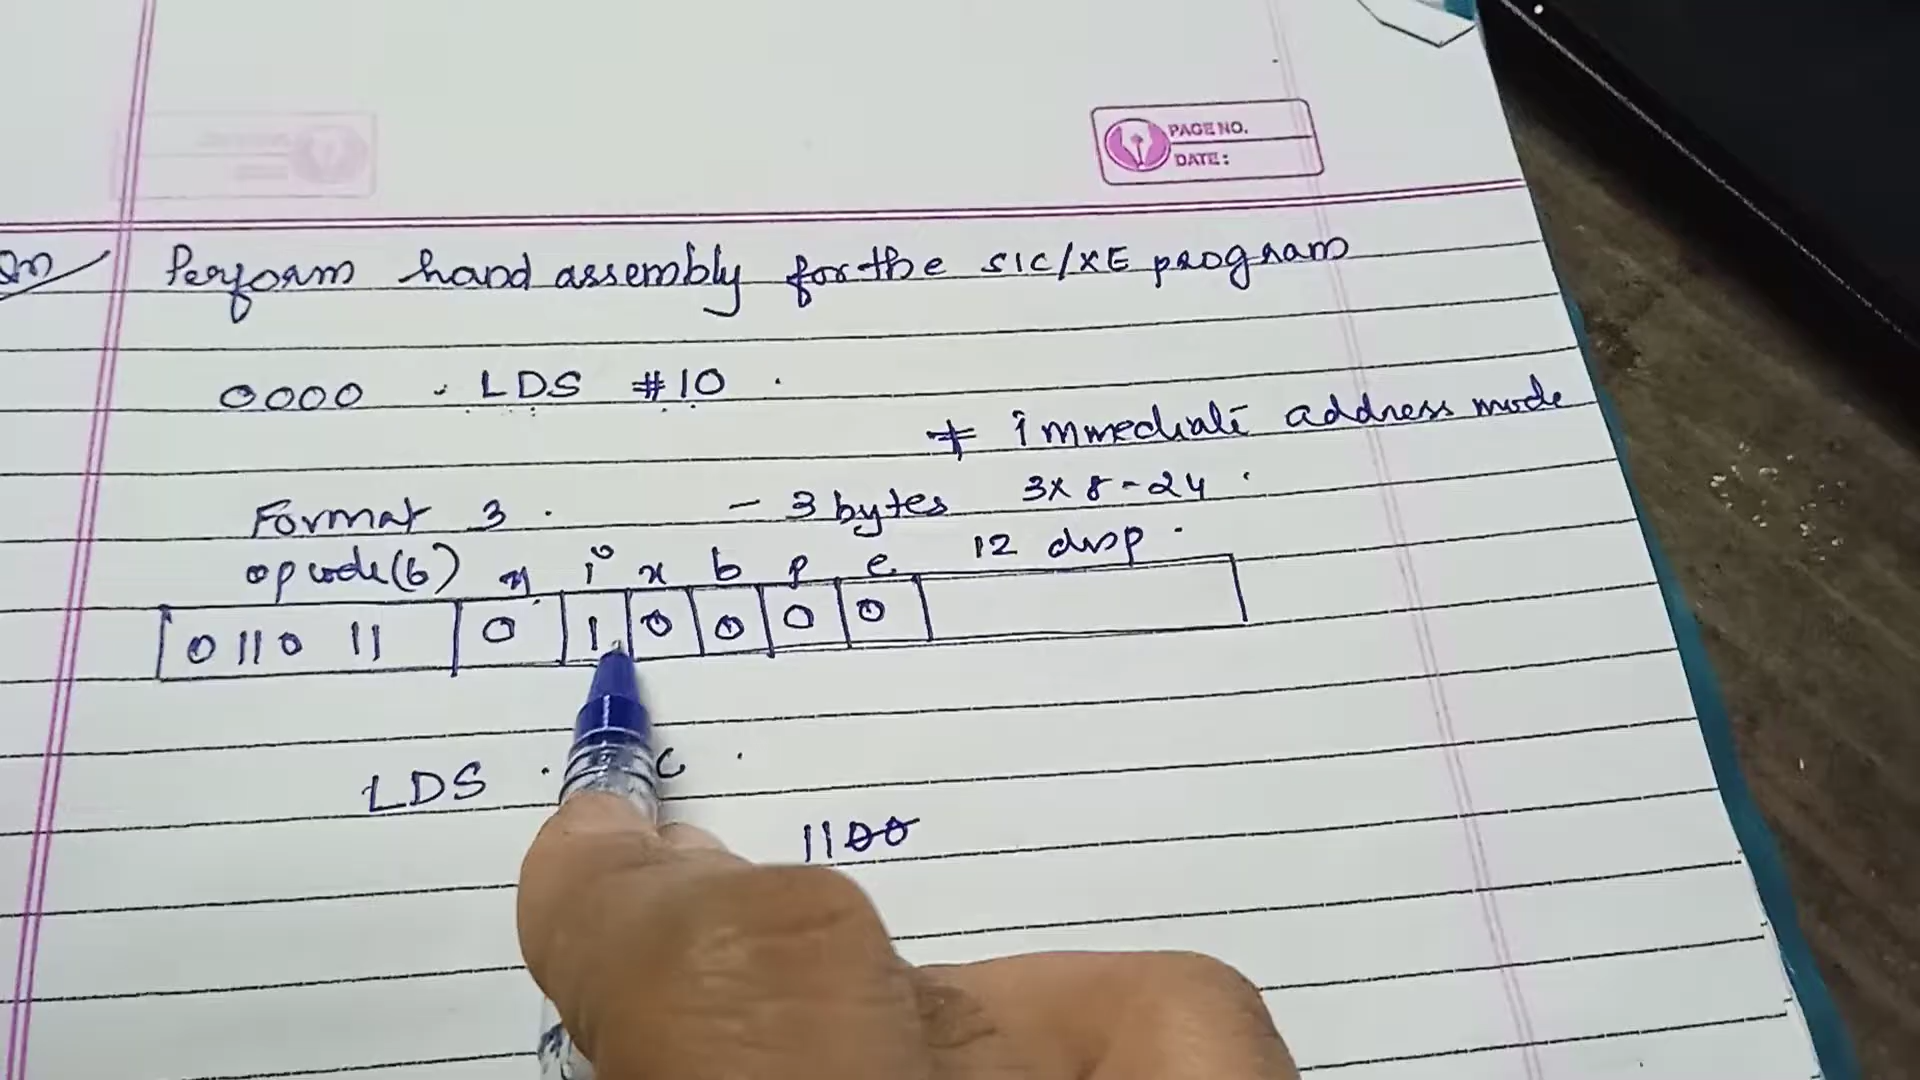 PAGE NO.
DATE:
Qn
Perform hand assembly for the SIC/XE program
0000 LDS #10
* immediate address mode
Format 3 - 3 bytes 3x8-24
opcode(6) n i x b p e 12 disp
0110 11 0 1 0 0 0 0
LDS C
1100